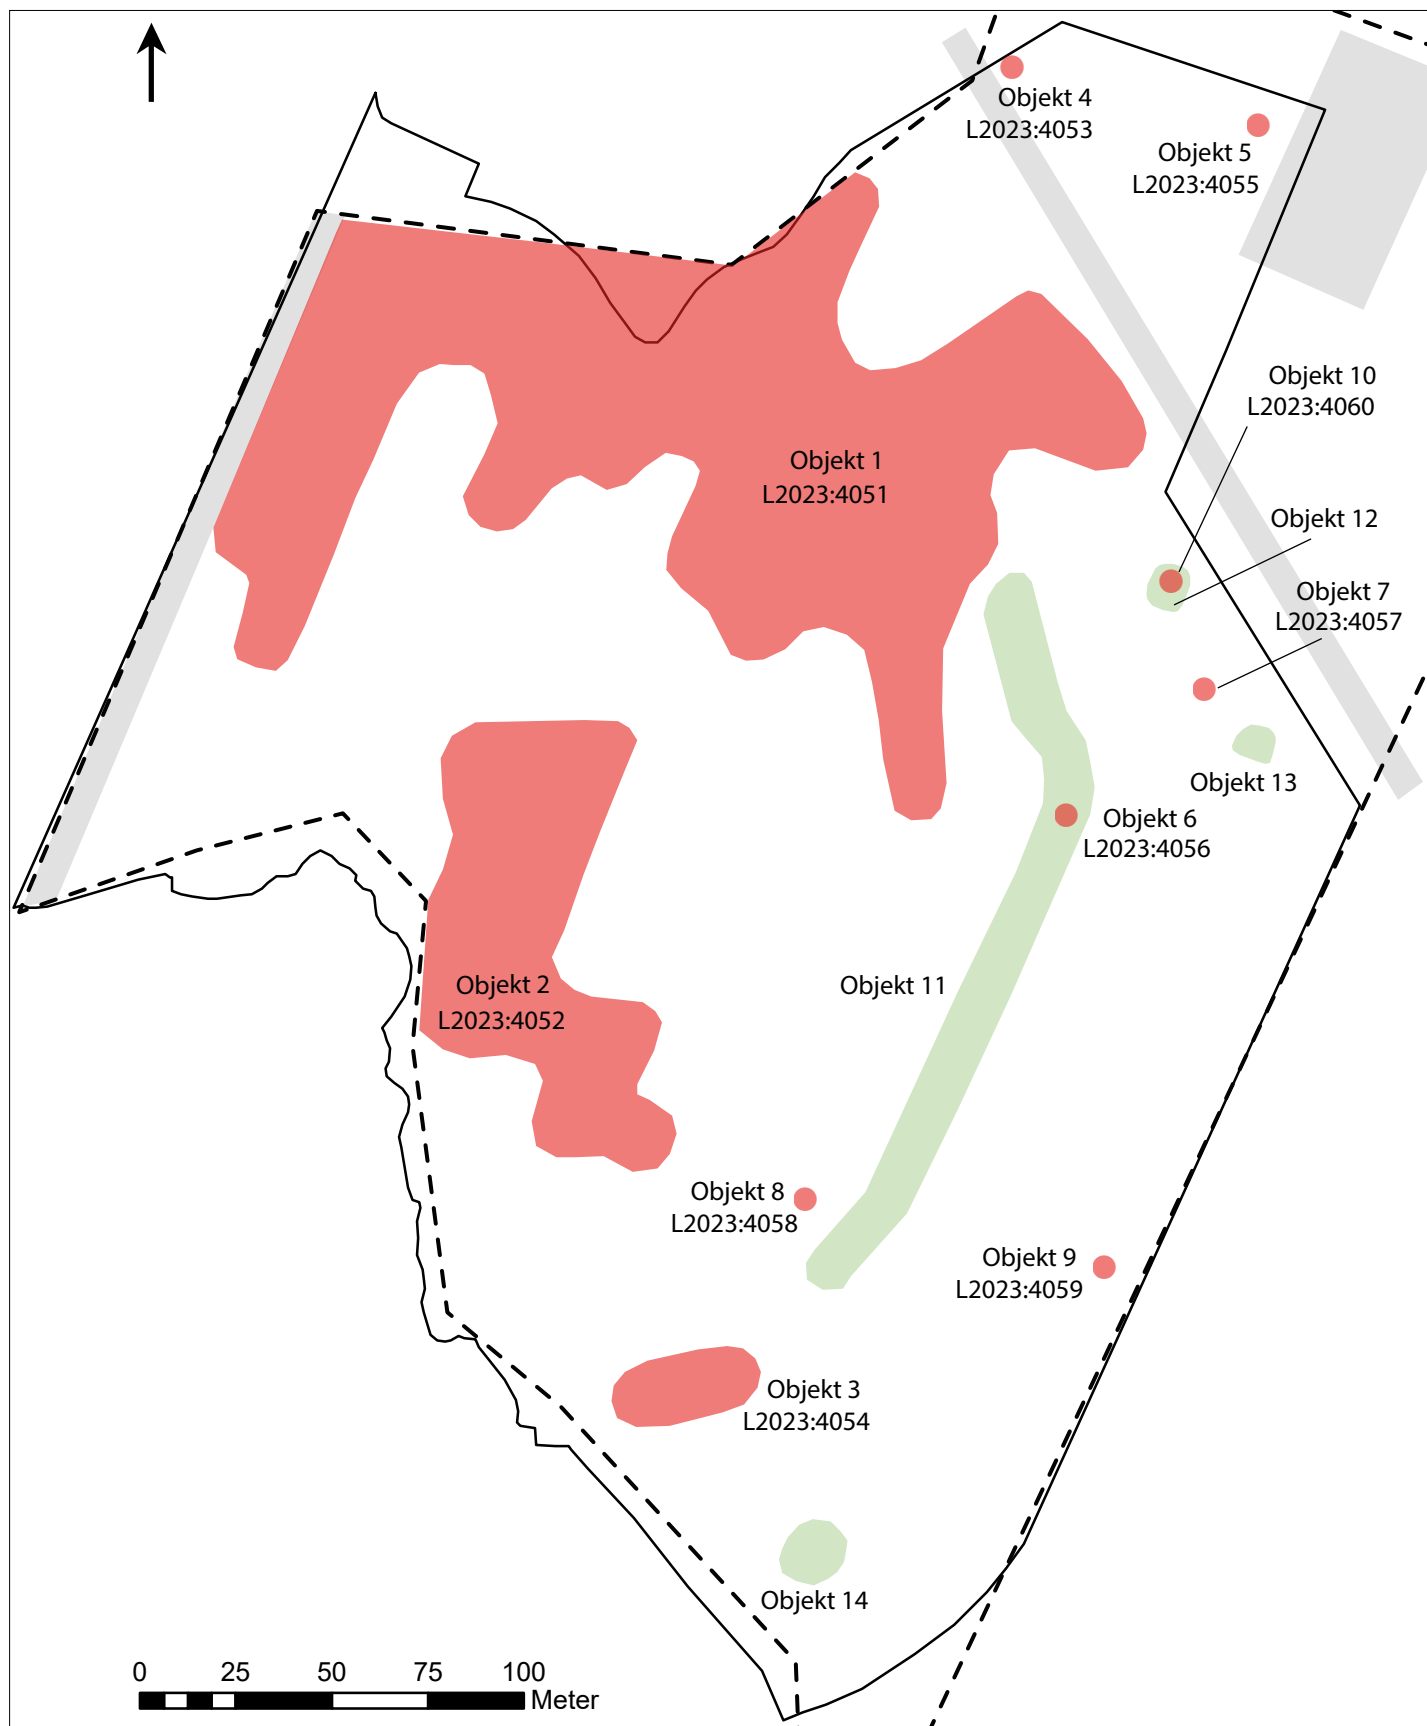 Objekt 4
L2023:4053
Objekt 5
L2023:4055
Objekt 10
L2023:4060
Objekt 1
L2023:4051
Objekt 12
Objekt 7
L2023:4057
Objekt 13
Objekt 6
L2023:4056
Objekt 2
L2023:4052
Objekt 11
Objekt 8
L2023:4058
Objekt 9
L2023:4059
Objekt 3
L2023:4054
Objekt 14
0 25 50 75 100
Meter